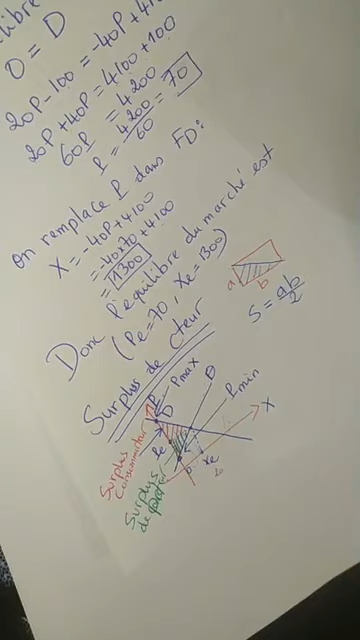 O = D
20P-100 = -40P+410
20P+40P = 4100+100
60P = 4200
P = 4200/60 = 70
on remplace P dans FD:
X = -40P+4100
= -40×70+4100
= 1300
Donc l'équilibre du marché est
(Pe=70, Xe=1300)
a
b
S = ab/2
Surplus de Cteur
P
Pmax
D
Pmin
X
Pe
Xe
Surplus
Consommateur
Surplus
de